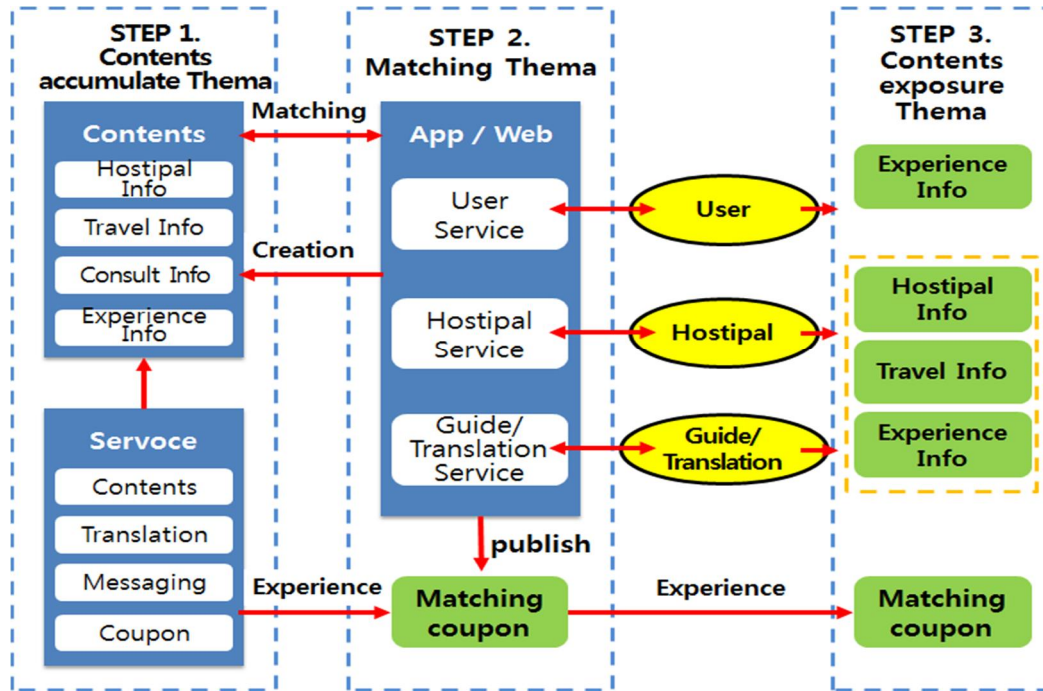 STEP 1.
Contents
accumulate Thema
Contents
Hostipal
Info
Travel Info
Consult Info
Experience
Info
Servoce
Contents
Translation
Messaging
Coupon
Matching
Creation
Experience
STEP 2.
Matching Thema
App / Web
User
Service
Hostipal
Service
Guide/
Translation
Service
publish
Matching
coupon
User
Hostipal
Guide/
Translation
Experience
STEP 3.
Contents
exposure
Thema
Experience
Info
Hostipal
Info
Travel Info
Experience
Info
Matching
coupon